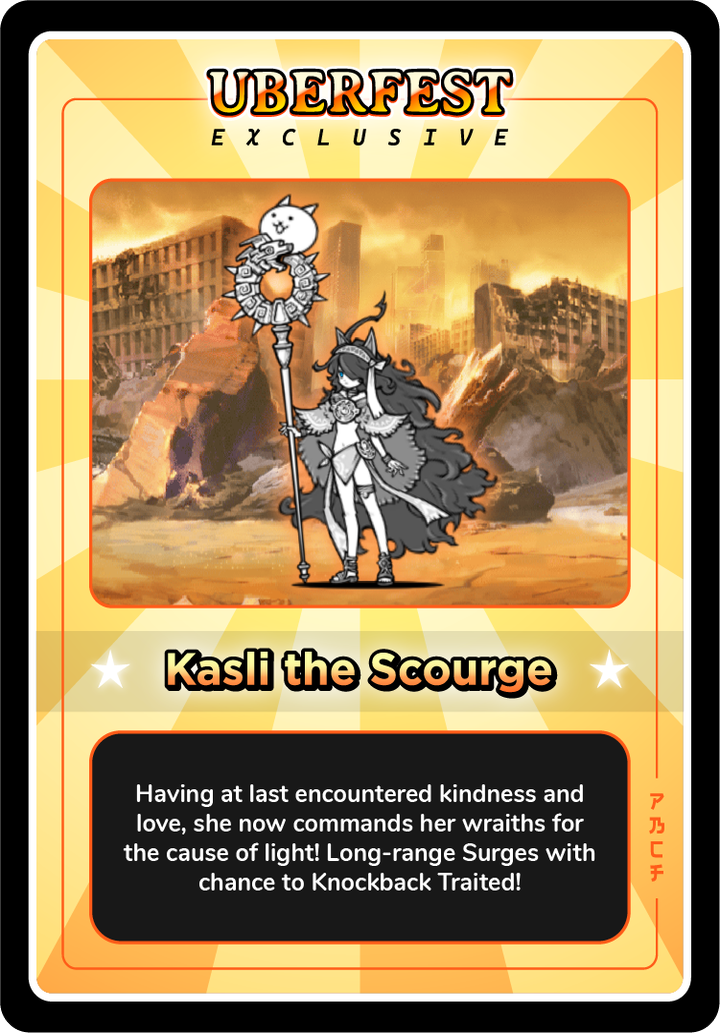 UBERFEST
EXCLUSIVE
Kasli the Scourge
Having at last encountered kindness and
love, she now commands her wraiths for
the cause of light! Long-range Surges with
chance to Knockback Traited!
ア乃匚チ